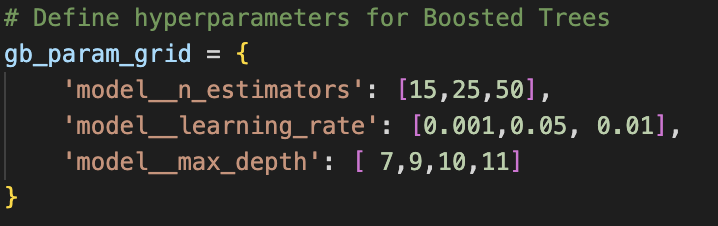 # Define hyperparameters for Boosted Trees
gb_param_grid = {
    'model__n_estimators': [15,25,50],
    'model__learning_rate': [0.001,0.05, 0.01],
    'model__max_depth': [ 7,9,10,11]
}